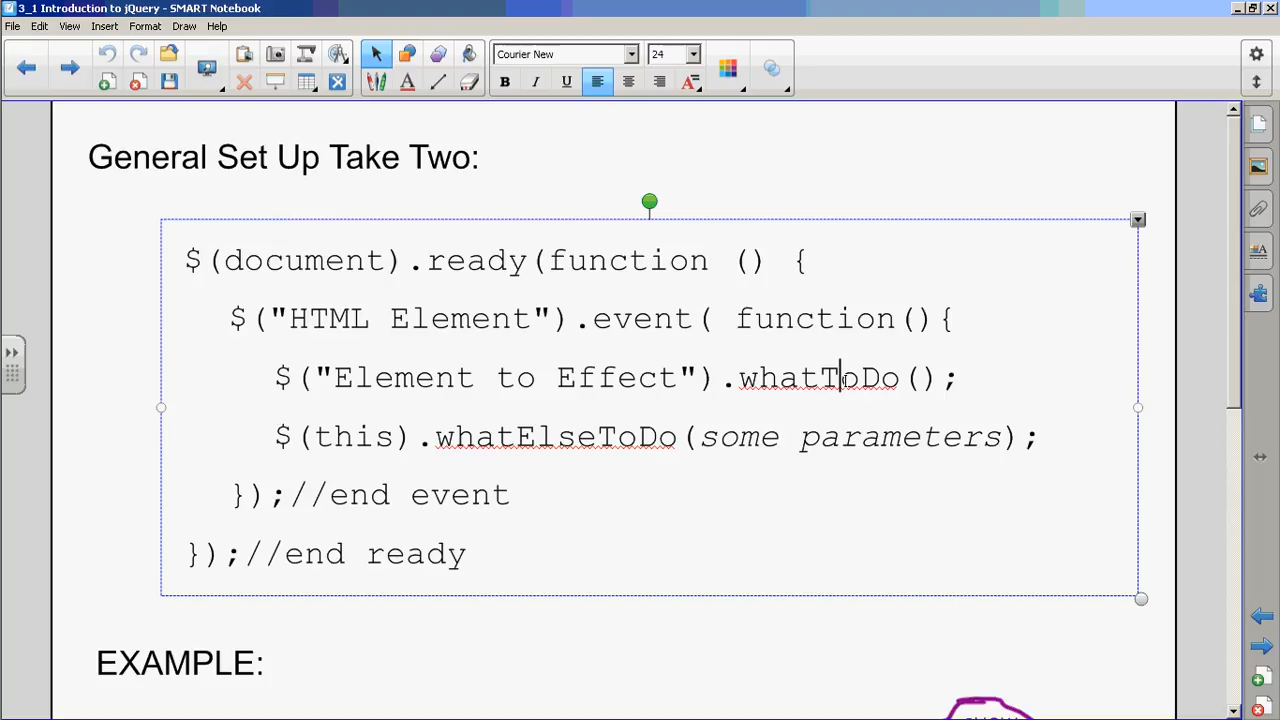 3_1 Introduction to jQuery - SMART Notebook
File Edit View Insert Format Draw Help
Courier New 24
B I U
General Set Up Take Two:
$(document).ready(function () {
$("HTML Element").event( function(){
$("Element to Effect").whatToDo();
$(this).whatElseToDo(some parameters);
});//end event
});//end ready
EXAMPLE: